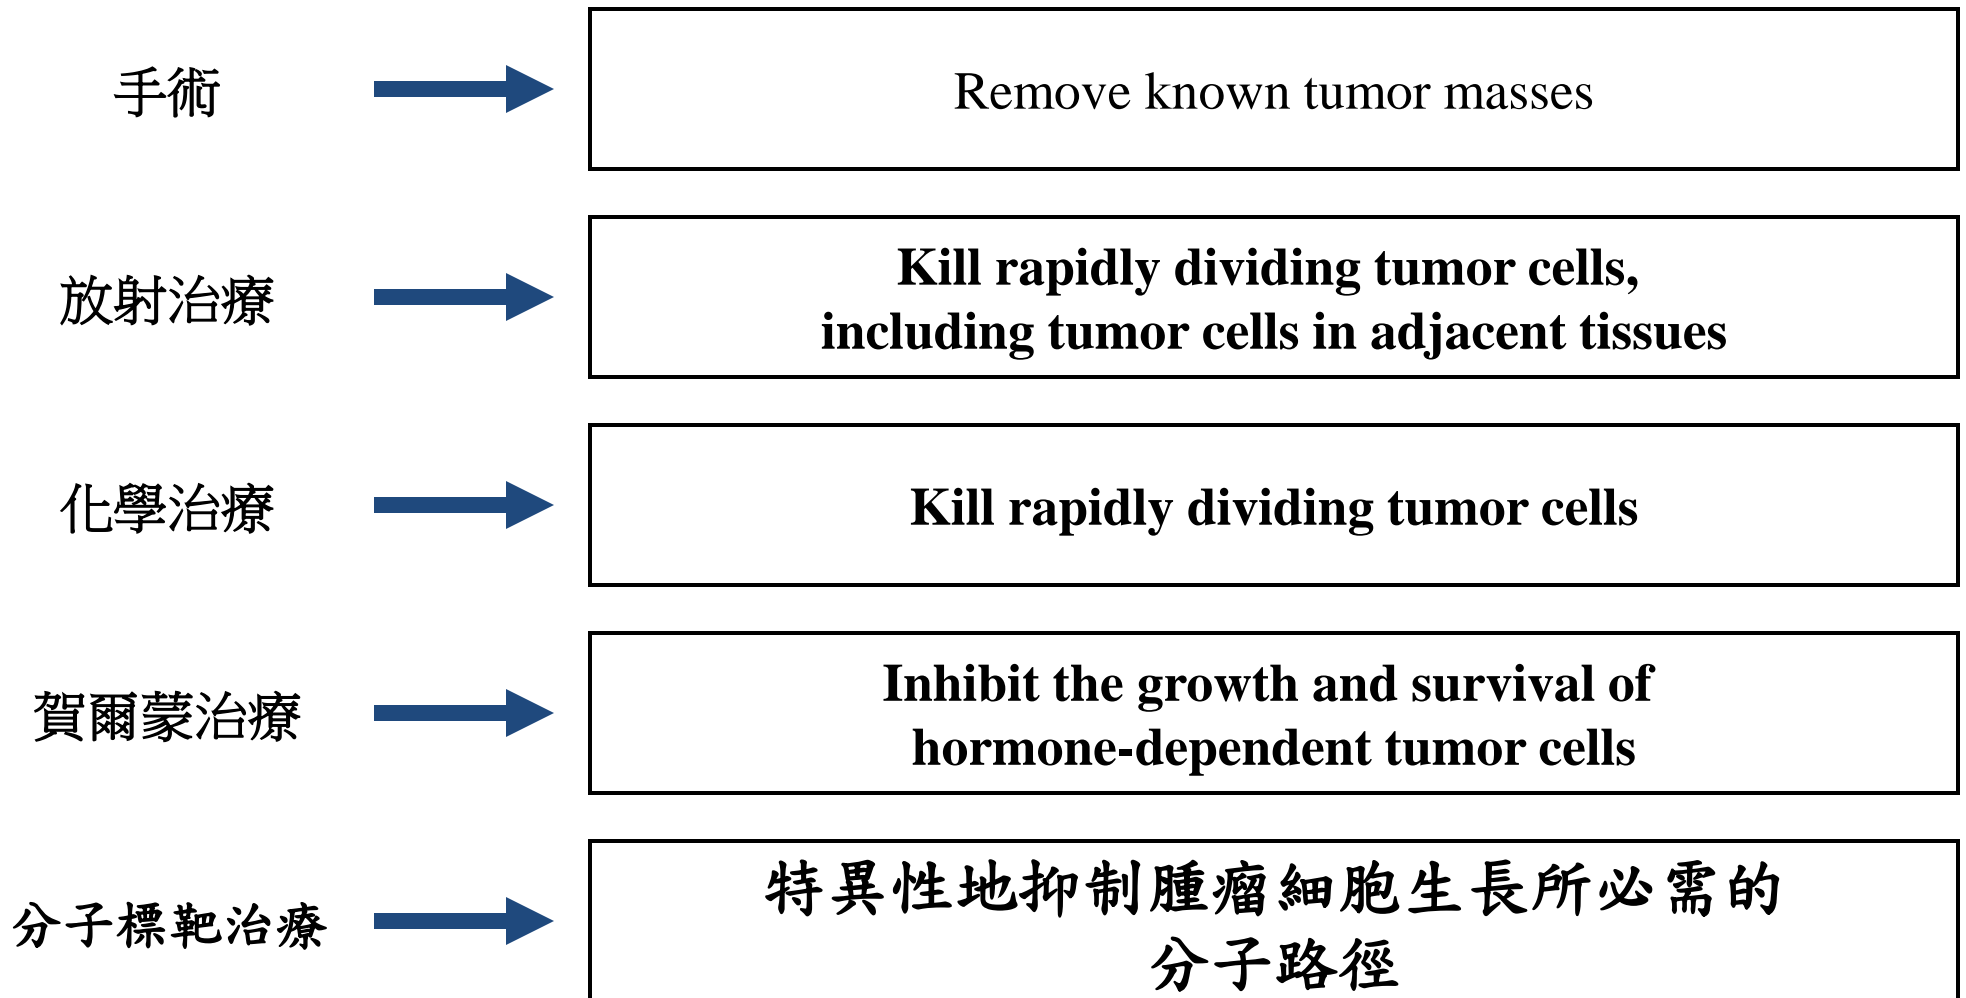 手術
Remove known tumor masses
放射治療
Kill rapidly dividing tumor cells,
including tumor cells in adjacent tissues
化學治療
Kill rapidly dividing tumor cells
賀爾蒙治療
Inhibit the growth and survival of
hormone-dependent tumor cells
分子標靶治療
特異性地抑制腫瘤細胞生長所必需的
分子路徑